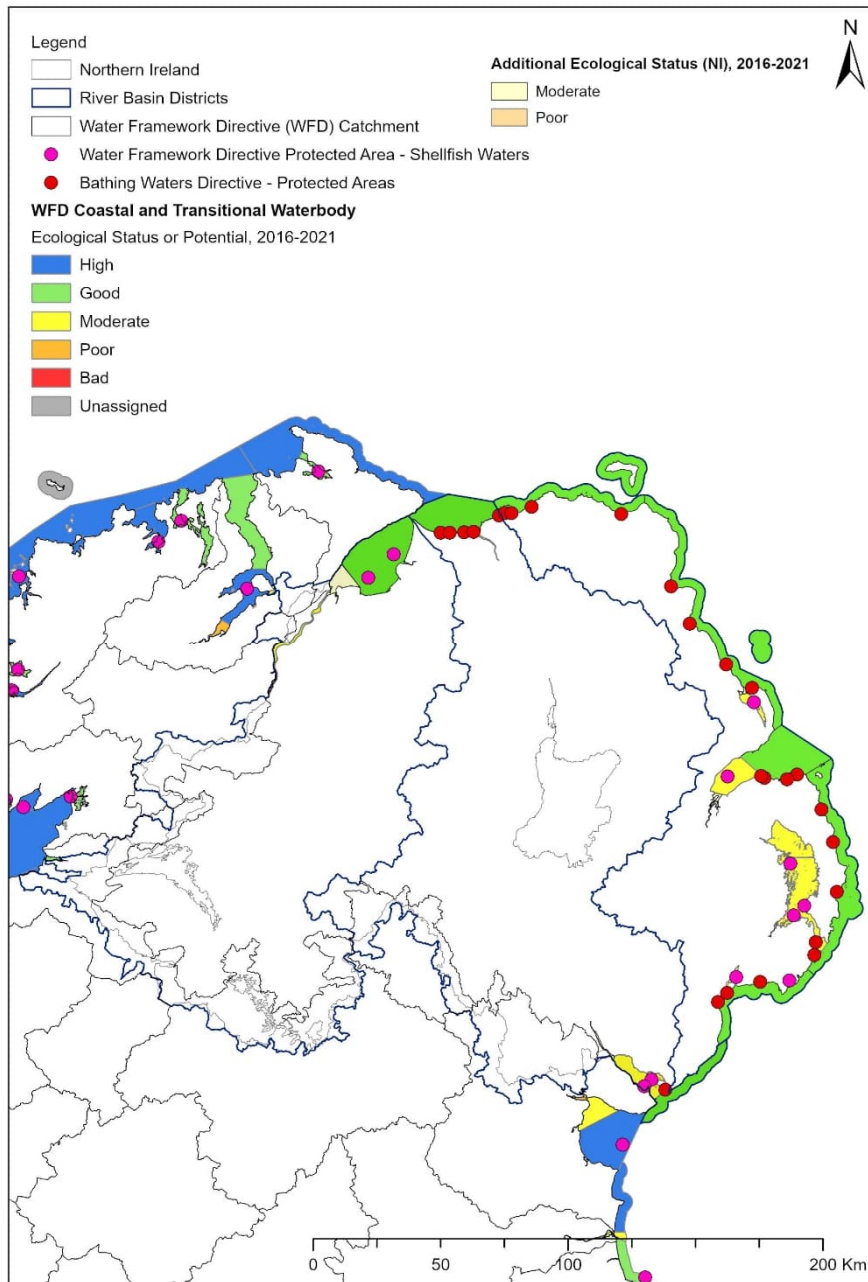 Legend
Northern Ireland
River Basin Districts
Water Framework Directive (WFD) Catchment
Water Framework Directive Protected Area - Shellfish Waters
Bathing Waters Directive - Protected Areas
WFD Coastal and Transitional Waterbody
Ecological Status or Potential, 2016-2021
High
Good
Moderate
Poor
Bad
Unassigned
Additional Ecological Status (NI), 2016-2021
Moderate
Poor
N
0 50 100 150 200 Km